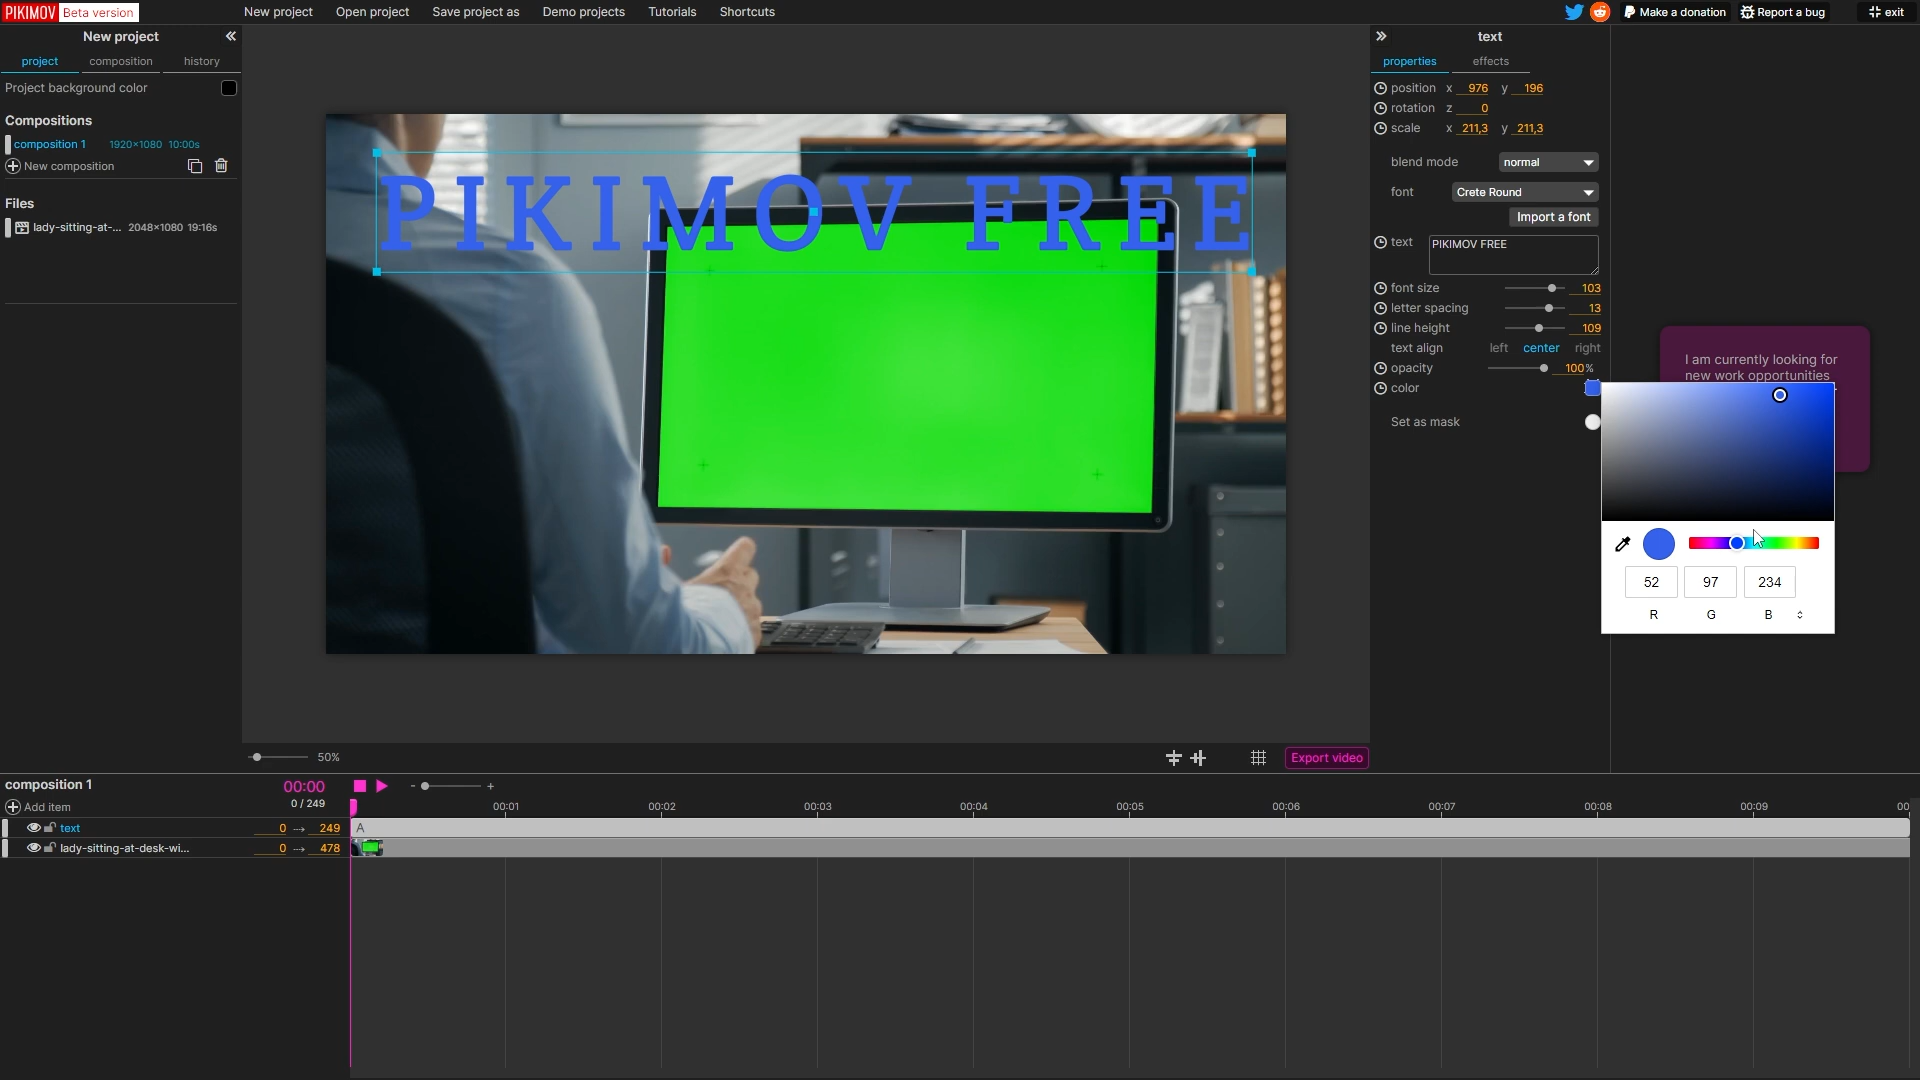 PIKIMOV Beta version
New project Open project Save project as Demo projects Tutorials Shortcuts
Make a donation Report a bug exit
New project
project composition history
Project background color
Compositions
composition 1 1920×1080 10:00s
New composition
Files
lady-sitting-at-... 2048×1080 19:16s
PIKIMOV FREE
50%
Export video
text
properties effects
position x 976 y 196
rotation z 0
scale x 211,3 y 211,3
blend mode normal
font Crete Round
Import a font
text PIKIMOV FREE
font size 103
letter spacing 13
line height 109
text align left center right
opacity 100%
color
Set as mask
I am currently looking for
new work opportunities
52 97 234
R G B
composition 1 00:00 - +
Add item 0 / 249
00:01 00:02 00:03 00:04 00:05 00:06 00:07 00:08 00:09 00
text 0 → 249 A
lady-sitting-at-desk-wi... 0 → 478